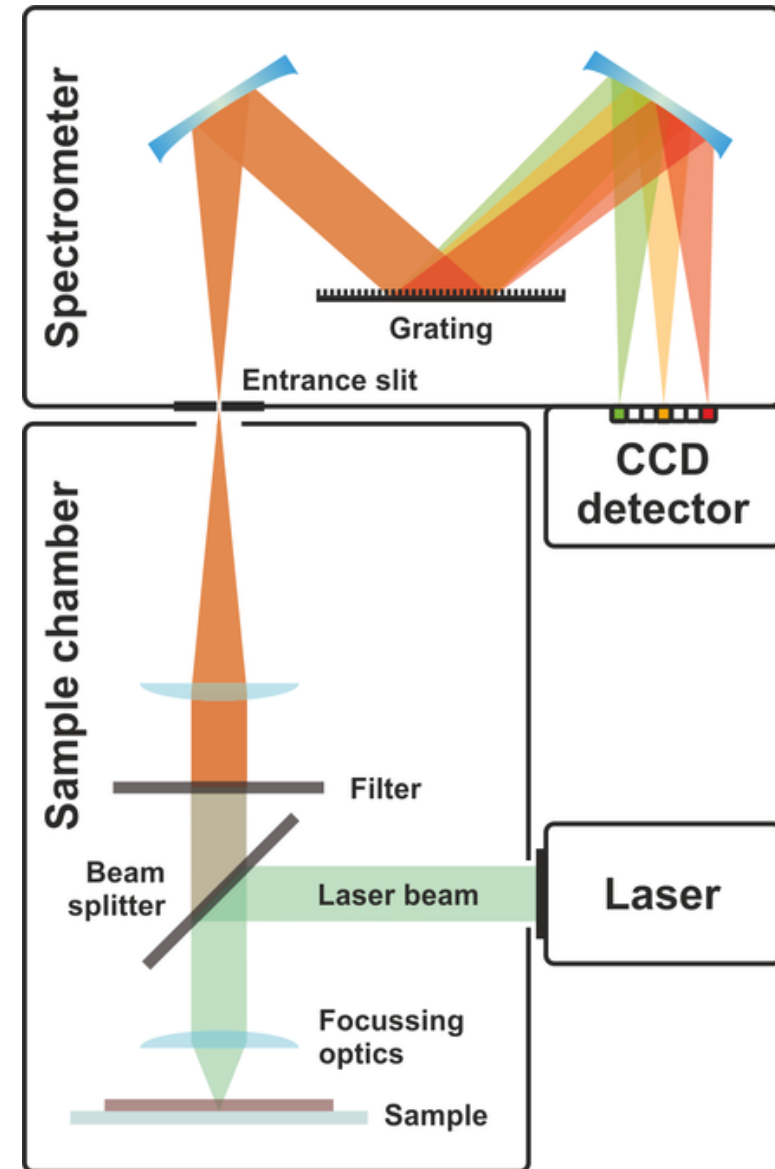 Spectrometer
Grating
Entrance slit
CCD
detector
Sample chamber
Filter
Beam
splitter
Laser beam
Laser
Focussing
optics
Sample